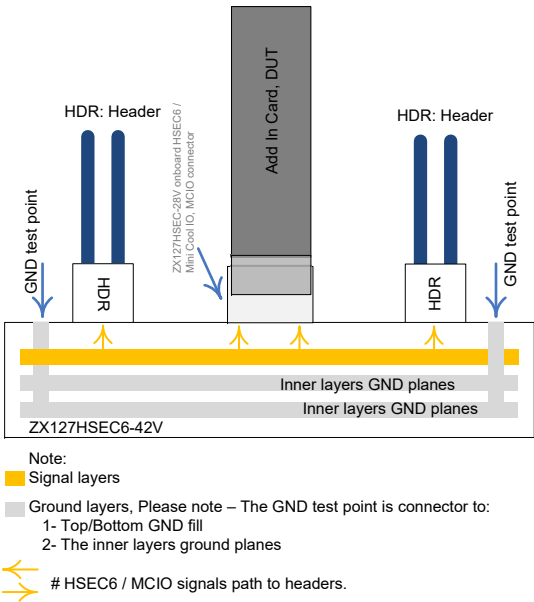 Add In Card, DUT
HDR: Header
HDR: Header
ZX127HSEC-28V onboard HSEC6 /
Mini Cool IO, MCIO connector
GND test point
GND test point
HDR
HDR
Inner layers GND planes
Inner layers GND planes
ZX127HSEC6-42V
Note:
Signal layers
Ground layers, Please note – The GND test point is connector to:
1- Top/Bottom GND fill
2- The inner layers ground planes
# HSEC6 / MCIO signals path to headers.